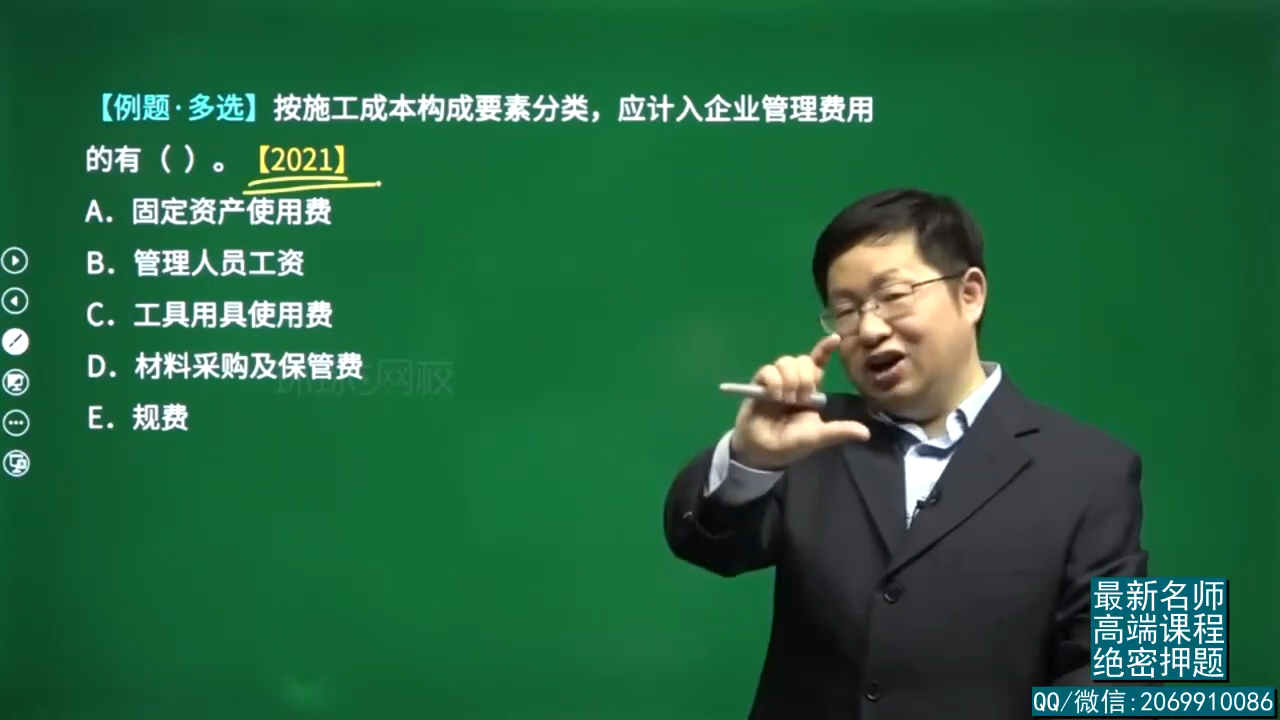 【例题·多选】按施工成本构成要素分类，应计入企业管理费用
的有（ ）。【2021】
A．固定资产使用费
B．管理人员工资
C．工具用具使用费
D．材料采购及保管费
E．规费
最新名师
高端课程
绝密押题
QQ/微信:2069910086